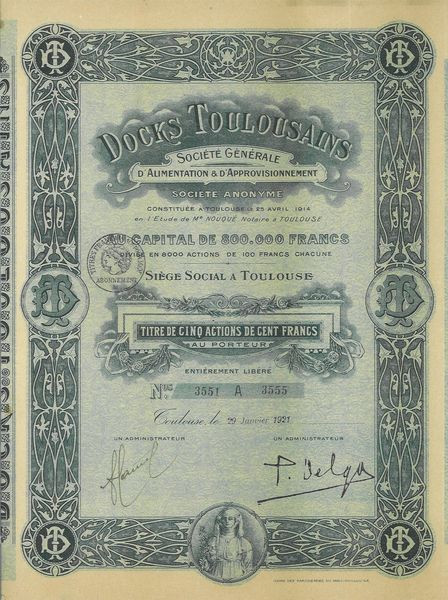 DOCKS TOULOUSAINS
SOCIÉTÉ GÉNÉRALE
D'ALIMENTATION & D'APPROVISIONNEMENT
SOCIÉTÉ ANONYME
CONSTITUÉE A TOULOUSE LE 25 AVRIL 1914
en l'Etude de Me NOUQUÉ Notaire à TOULOUSE
AU CAPITAL DE 800.000 FRANCS
DIVISÉ EN 8000 ACTIONS DE 100 FRANCS CHACUNE
ABONNEMENT
SIÈGE SOCIAL A TOULOUSE
TITRE DE CINQ ACTIONS DE CENT FRANCS
AU PORTEUR
ENTIÈREMENT LIBÉRÉ
Nos 3551 A 3555
Toulouse, le 29 Janvier 1921
UN ADMINISTRATEUR UN ADMINISTRATEUR